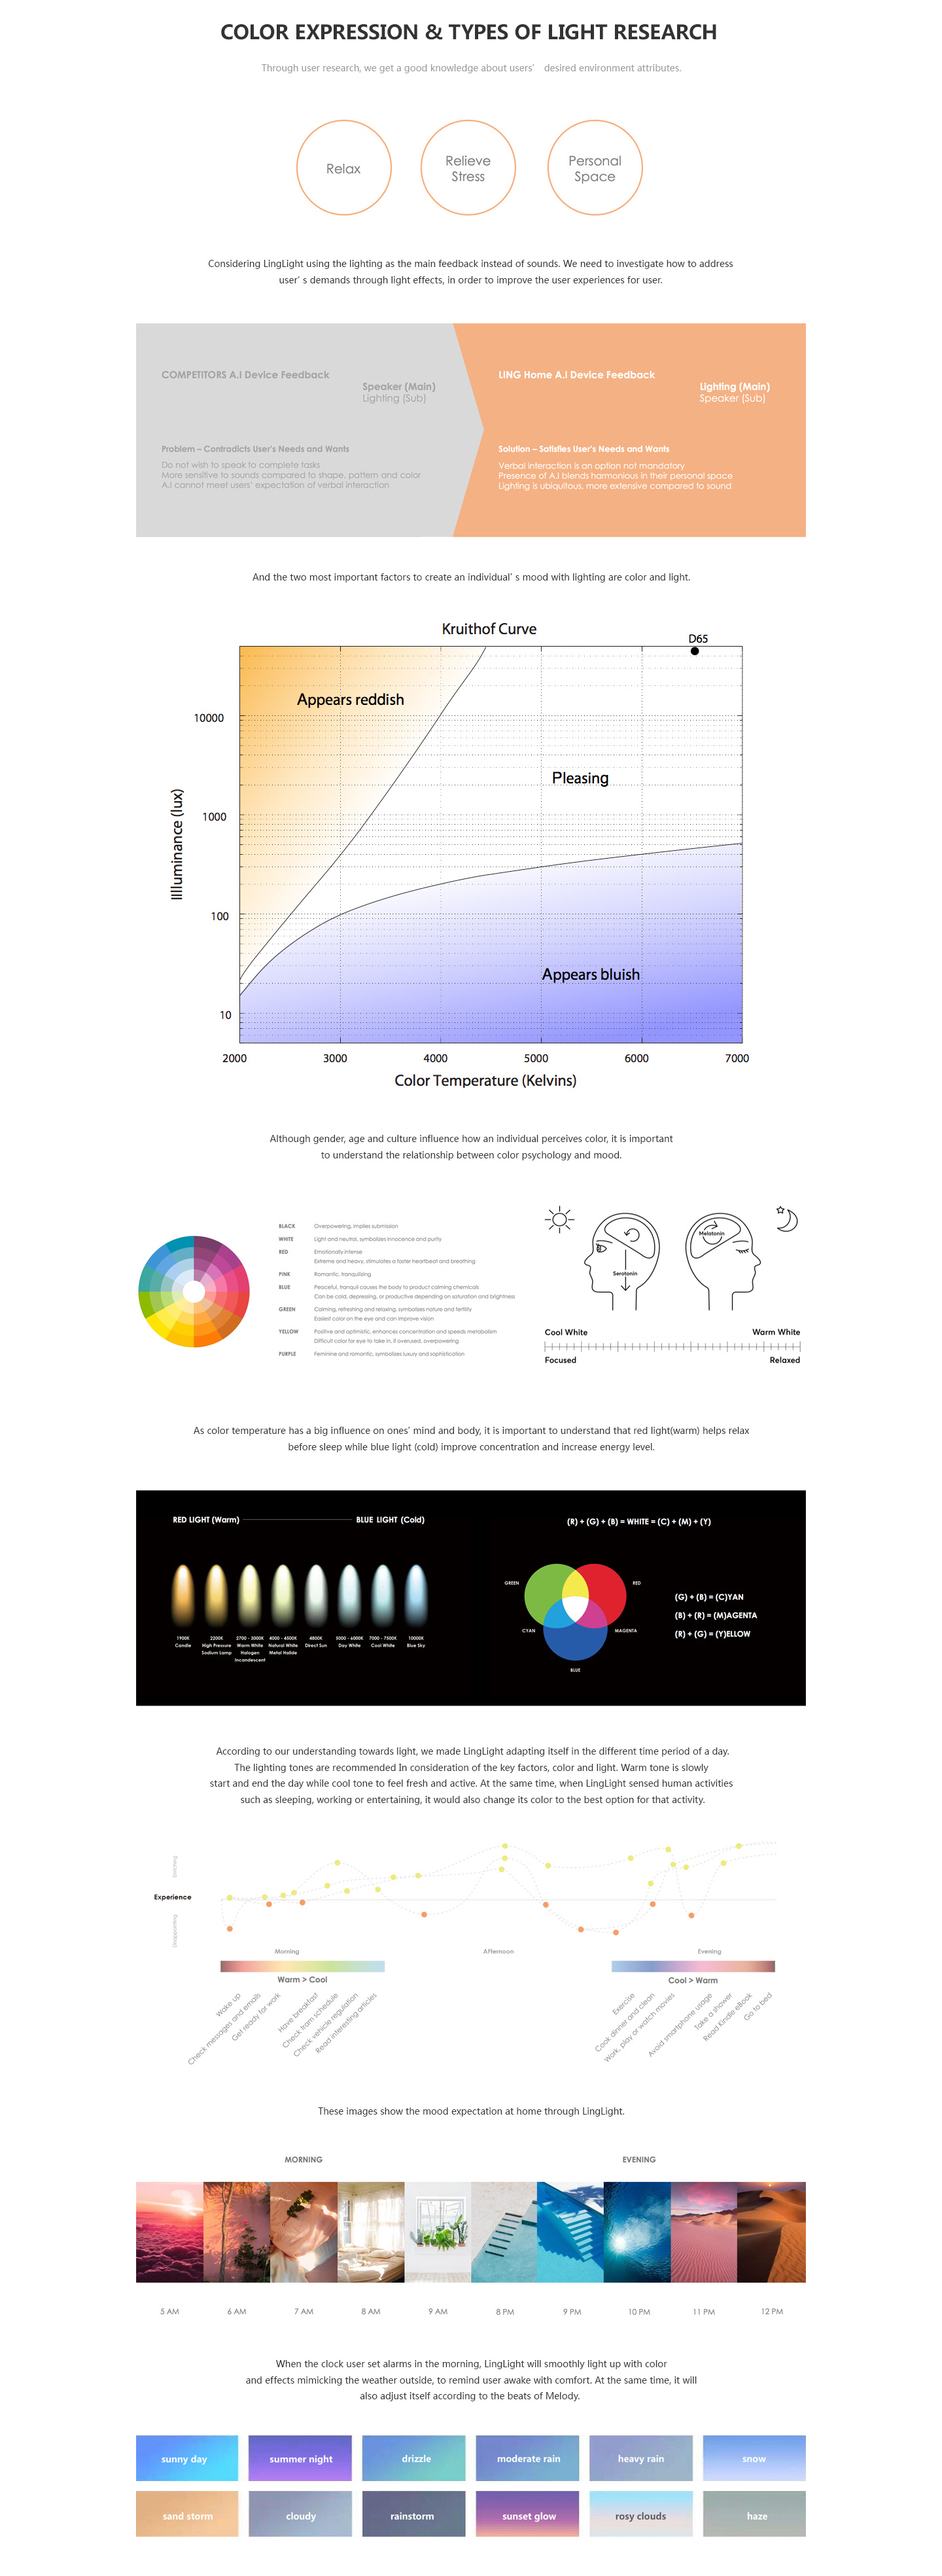 COLOR EXPRESSION & TYPES OF LIGHT RESEARCH
Through user research, we get a good knowledge about users' desired environment attributes.
Relax
Relieve
Stress
Personal
Space
Considering LingLight using the lighting as the main feedback instead of sounds. We need to investigate how to address
user' s demands through light effects, in order to improve the user experiences for user.
COMPETITORS A.I Device Feedback
Speaker (Main)
Lighting (Sub)
Problem – Contradicts User's Needs and Wants
Do not wish to speak to complete tasks
More sensitive to sounds compared to shape, pattern and color
A.I cannot meet users' expectation of verbal interaction
LING Home A.I Device Feedback
Lighting (Main)
Speaker (Sub)
Solution – Satisfies User's Needs and Wants
Verbal interaction is an option not mandatory
Presence of A.I blends harmonious in their personal space
Lighting is ubiquitous, more extensive compared to sound
And the two most important factors to create an individual' s mood with lighting are color and light.
Kruithof Curve
D65
Appears reddish
10000
Pleasing
1000
Illluminance (lux)
100
Appears bluish
10
2000 3000 4000 5000 6000 7000
Color Temperature (Kelvins)
Although gender, age and culture influence how an individual perceives color, it is important
to understand the relationship between color psychology and mood.
BLACK Overpowering, implies submission
WHITE Light and neutral, symbolizes innocence and purity
RED Emotionally intense
Extreme and heavy, stimulates a faster heartbeat and breathing
PINK Romantic, tranquilizing
BLUE Peaceful, tranquil causes the body to product calming chemicals
Can be cold, depressing, or productive depending on saturation and brightness
GREEN Calming, refreshing and relaxing, symbolizes nature and fertility
Easiest color on the eye and can improve vision
YELLOW Positive and optimistic, enhances concentration and speeds metabolism
Difficult color for eye to take in, if overused, overpowering
PURPLE Feminine and romantic, symbolizes luxury and sophistication
Serotonin
Melatonin
Cool White
Warm White
Focused
Relaxed
As color temperature has a big influence on ones' mind and body, it is important to understand that red light(warm) helps relax
before sleep while blue light (cold) improve concentration and increase energy level.
RED LIGHT (Warm)
BLUE LIGHT (Cold)
1900K
Candle
2200K
High Pressure
Sodium Lamp
2700 - 3000K
Warm White
Halogen
Incandescent
4000 - 4500K
Natural White
Metal Halide
4800K
Direct Sun
5000 - 6000K
Day White
7000 - 7500K
Cool White
10000K
Blue Sky
(R) + (G) + (B) = WHITE = (C) + (M) + (Y)
GREEN
RED
CYAN
MAGENTA
BLUE
(G) + (B) = (C)YAN
(B) + (R) = (M)AGENTA
(R) + (G) = (Y)ELLOW
According to our understanding towards light, we made LingLight adapting itself in the different time period of a day.
The lighting tones are recommended In consideration of the key factors, color and light. Warm tone is slowly
start and end the day while cool tone to feel fresh and active. At the same time, when LingLight sensed human activities
such as sleeping, working or entertaining, it would also change its color to the best option for that activity.
Enriching
Experience
Disappointing
Morning
Afternoon
Evening
Warm > Cool
Cool > Warm
Wake up
Check messages and emails
Get ready for work
Have breakfast
Check tram schedule
Check vehicle regulation
Read interesting articles
Exercise
Cook dinner and clean
Work, play or watch movies
Avoid smartphone usage
Take a shower
Read Kindle eBook
Go to bed
These images show the mood expectation at home through LingLight.
MORNING
EVENING
5 AM 6 AM 7 AM 8 AM 9 AM 8 PM 9 PM 10 PM 11 PM 12 PM
When the clock user set alarms in the morning, LingLight will smoothly light up with color
and effects mimicking the weather outside, to remind user awake with comfort. At the same time, it will
also adjust itself according to the beats of Melody.
sunny day
summer night
drizzle
moderate rain
heavy rain
snow
sand storm
cloudy
rainstorm
sunset glow
rosy clouds
haze